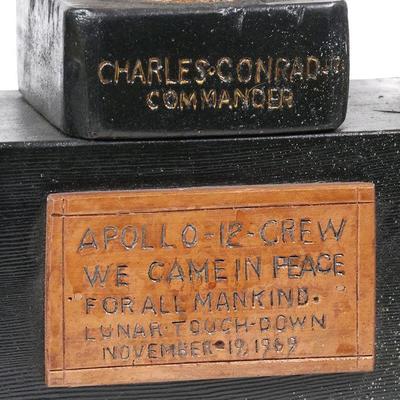 CHARLES·CONRAD JR
COMMANDER
APOLLO-12-CREW
WE CAME IN PEACE
FOR ALL MANKIND.
LUNAR·TOUCH-DOWN
NOVEMBER-19,1969